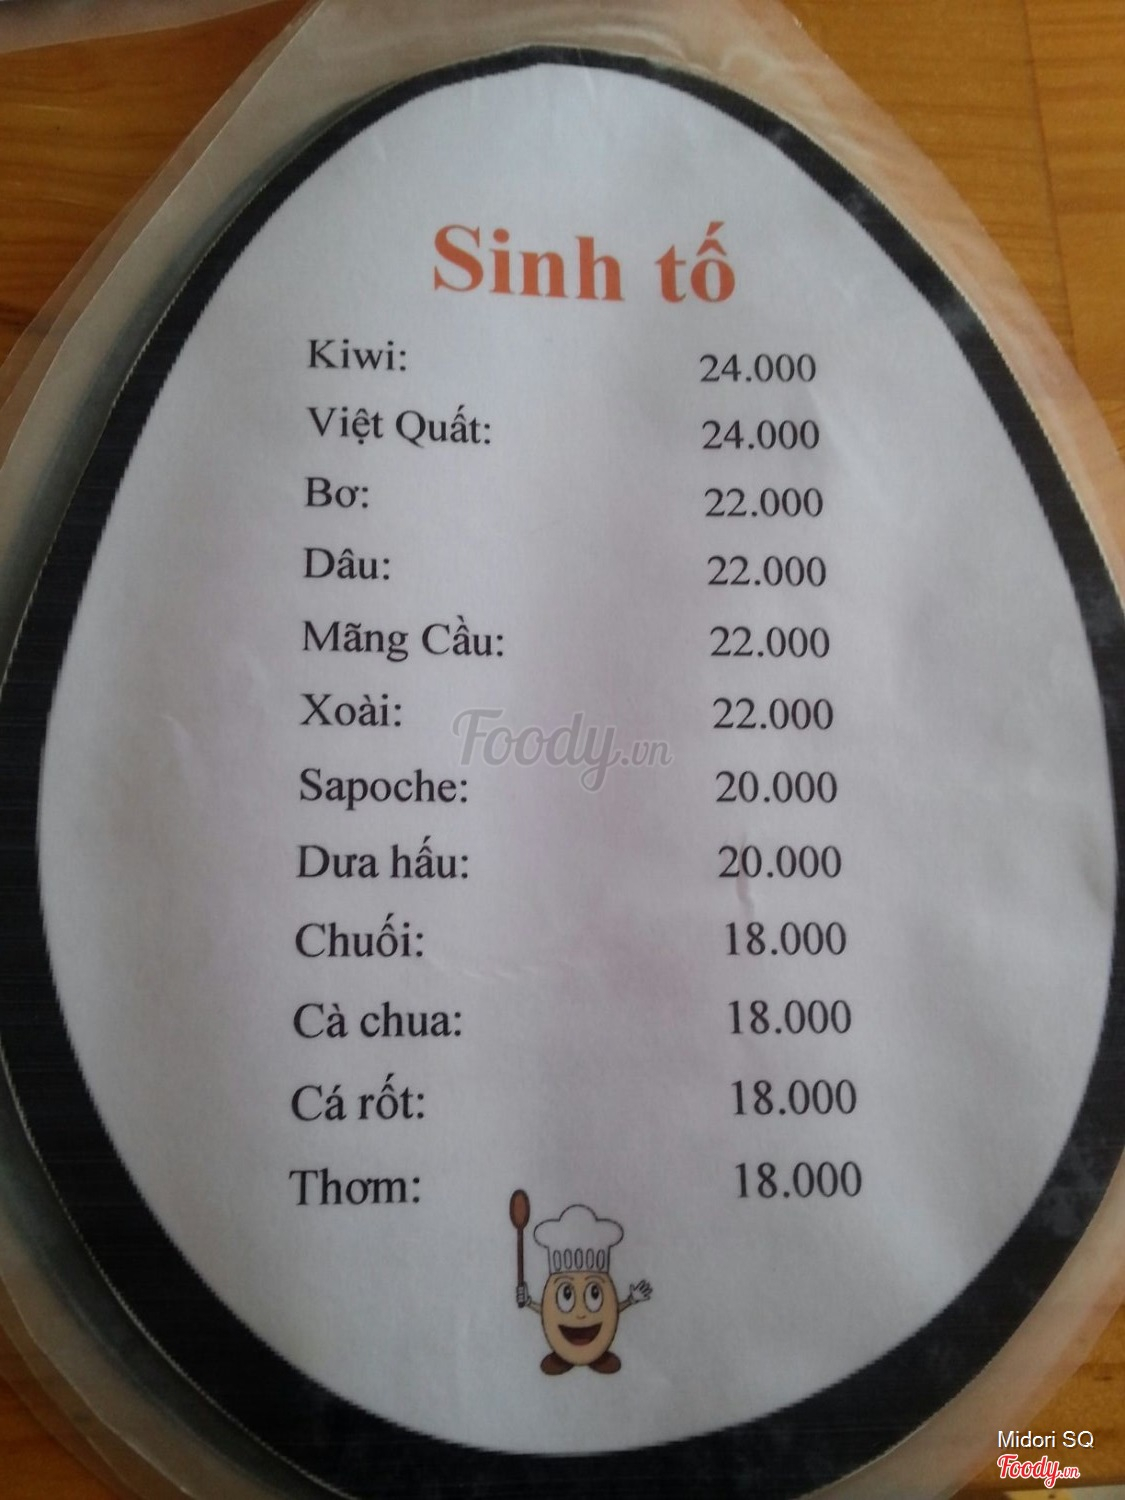 Sinh tố
Kiwi: 24.000
Việt Quất: 24.000
Bơ: 22.000
Dâu: 22.000
Mãng Cầu: 22.000
Xoài: 22.000
Foody.vn
Sapoche: 20.000
Dưa hấu: 20.000
Chuối: 18.000
Cà chua: 18.000
Cá rốt: 18.000
Thơm: 18.000
Midori SQ
Foody.vn